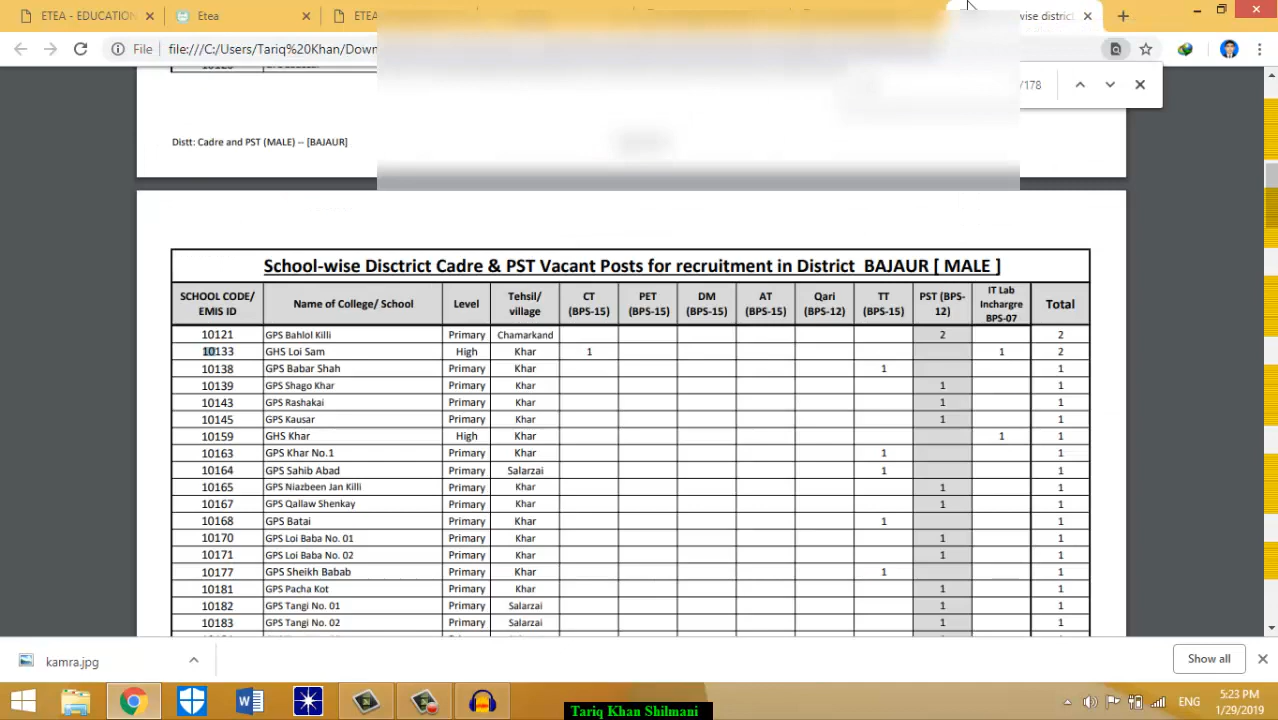 ETEA - EDUCATION
Etea
ETEA
wise district
File
file:///C:/Users/Tariq%20Khan/Down
/178
Distt: Cadre and PST (MALE) -- [BAJAUR]
School-wise Disctrict Cadre & PST Vacant Posts for recruitment in District BAJAUR [ MALE ]
SCHOOL CODE/ EMIS ID Name of College/ School Level Tehsil/ village CT (BPS-15) PET (BPS-15) DM (BPS-15) AT (BPS-15) Qari (BPS-12) TT (BPS-15) PST (BPS-12) IT Lab Inchargre BPS-07 Total
10121 GPS Bahlol Killi Primary Chamarkand 2 2
10133 GHS Loi Sam High Khar 1 1 2
10138 GPS Babar Shah Primary Khar 1 1
10139 GPS Shago Khar Primary Khar 1 1
10143 GPS Rashakai Primary Khar 1 1
10145 GPS Kausar Primary Khar 1 1
10159 GHS Khar High Khar 1 1
10163 GPS Khar No.1 Primary Khar 1 1
10164 GPS Sahib Abad Primary Salarzai 1 1
10165 GPS Niazbeen Jan Killi Primary Khar 1 1
10167 GPS Qallaw Shenkay Primary Khar 1 1
10168 GPS Batai Primary Khar 1 1
10170 GPS Loi Baba No. 01 Primary Khar 1 1
10171 GPS Loi Baba No. 02 Primary Khar 1 1
10177 GPS Sheikh Babab Primary Khar 1 1
10181 GPS Pacha Kot Primary Khar 1 1
10182 GPS Tangi No. 01 Primary Salarzai 1 1
10183 GPS Tangi No. 02 Primary Salarzai 1 1
kamra.jpg
Show all
ENG
5:23 PM
1/29/2019
Tariq Khan Shilmani